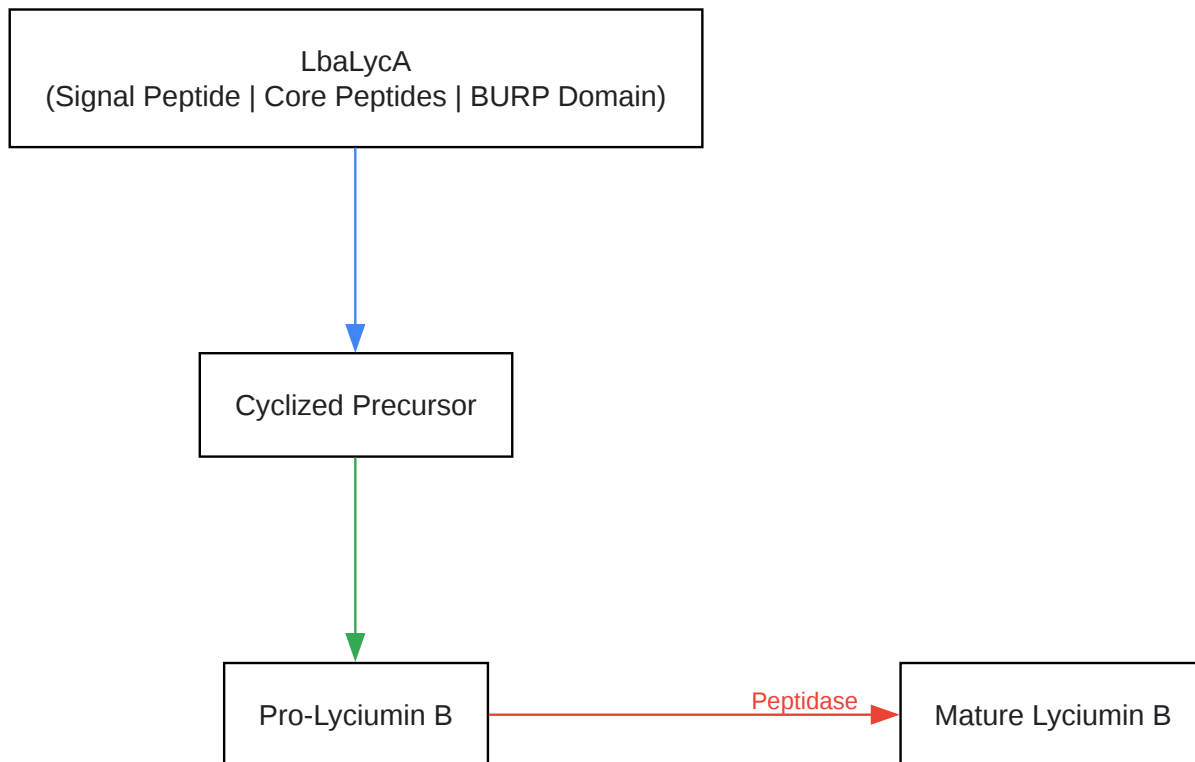 LbaLycA
(Signal Peptide | Core Peptides | BURP Domain)
Cyclized Precursor
Pro-Lyciumin B
Peptidase
Mature Lyciumin B